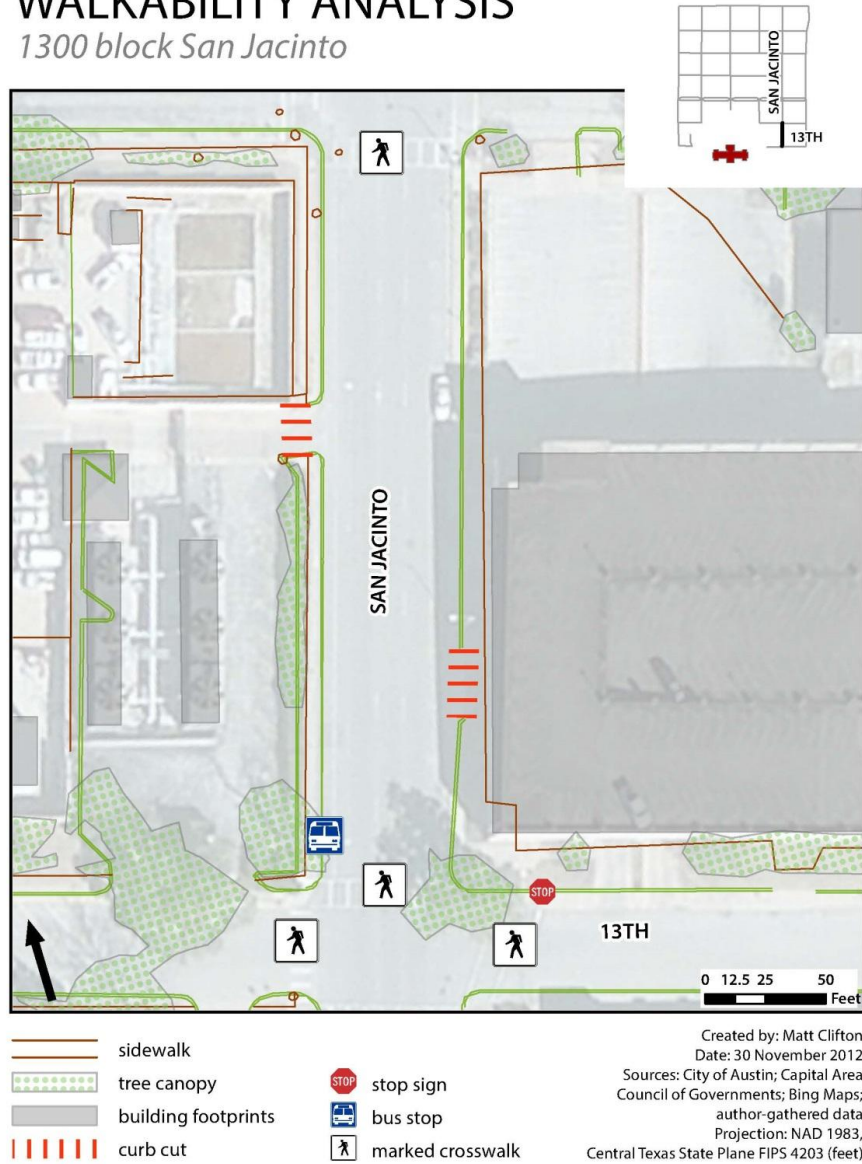 WALKABILITY ANALYSIS
1300 block San Jacinto
SAN JACINTO
13TH
SAN JACINTO
STOP
13TH
0 12.5 25 50
Feet
sidewalk
tree canopy
building footprints
curb cut
STOP stop sign
bus stop
marked crosswalk
Created by: Matt Clifton
Date: 30 November 2012
Sources: City of Austin; Capital Area
Council of Governments; Bing Maps;
author-gathered data
Projection: NAD 1983,
Central Texas State Plane FIPS 4203 (feet)